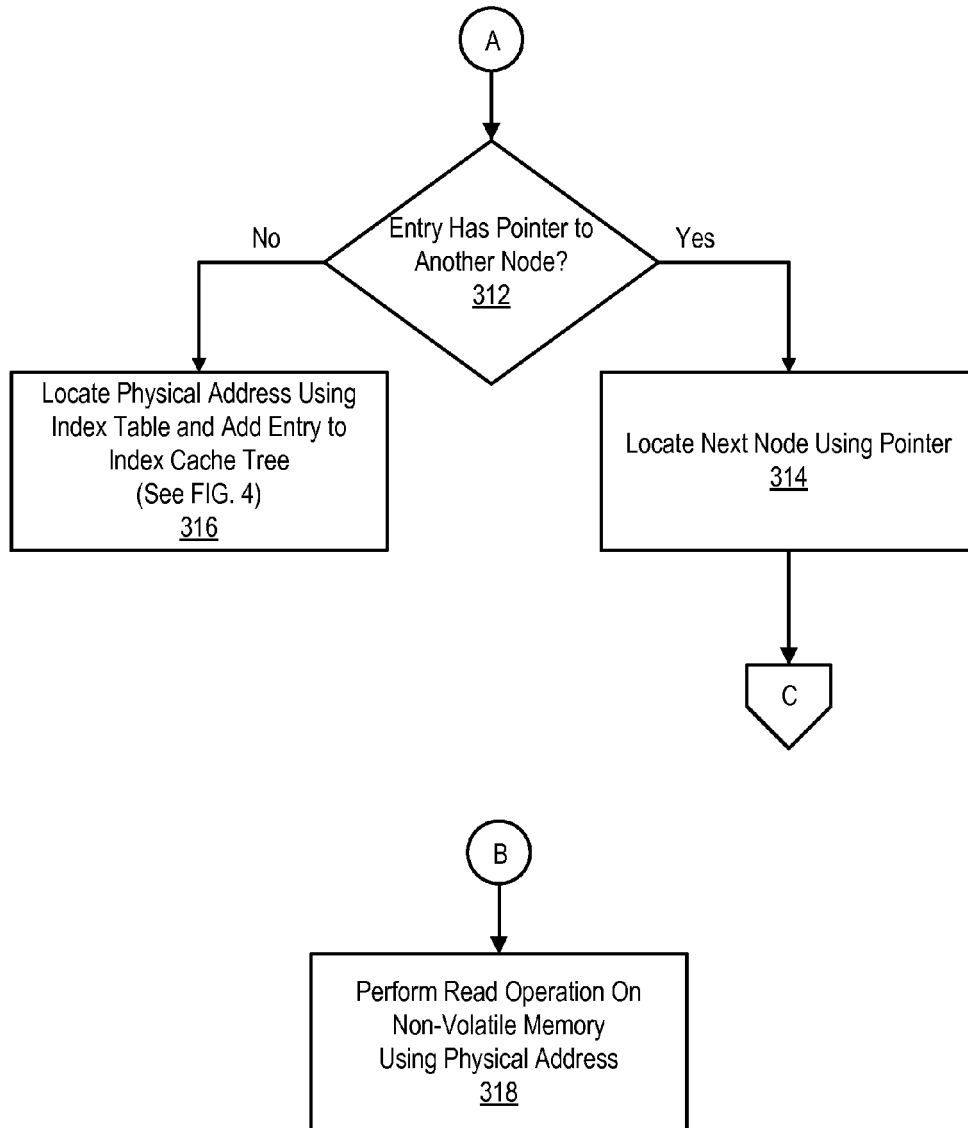 A
Entry Has Pointer to
Another Node?
312
No
Yes
Locate Physical Address Using
Index Table and Add Entry to
Index Cache Tree
(See FIG. 4)
316
Locate Next Node Using Pointer
314
C
B
Perform Read Operation On
Non-Volatile Memory
Using Physical Address
318